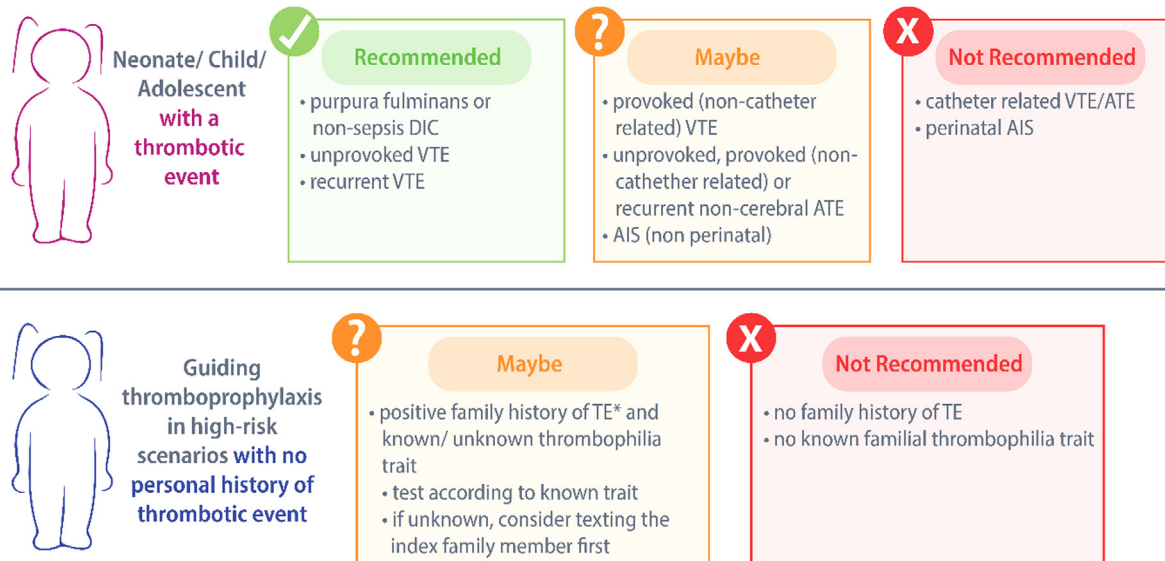 Neonate/ Child/
Adolescent
with a
thrombotic
event
Recommended
• purpura fulminans or
non-sepsis DIC
• unprovoked VTE
• recurrent VTE
?
Maybe
• provoked (non-catheter
related) VTE
• unprovoked, provoked (non-
cathether related) or
recurrent non-cerebral ATE
• AIS (non perinatal)
X
Not Recommended
• catheter related VTE/ATE
• perinatal AIS
Guiding
thromboprophylaxis
in high-risk
scenarios with no
personal history of
thrombotic event
?
Maybe
• positive family history of TE* and
known/ unknown thrombophilia
trait
• test according to known trait
• if unknown, consider texting the
index family member first
X
Not Recommended
• no family history of TE
• no known familial thrombophilia trait